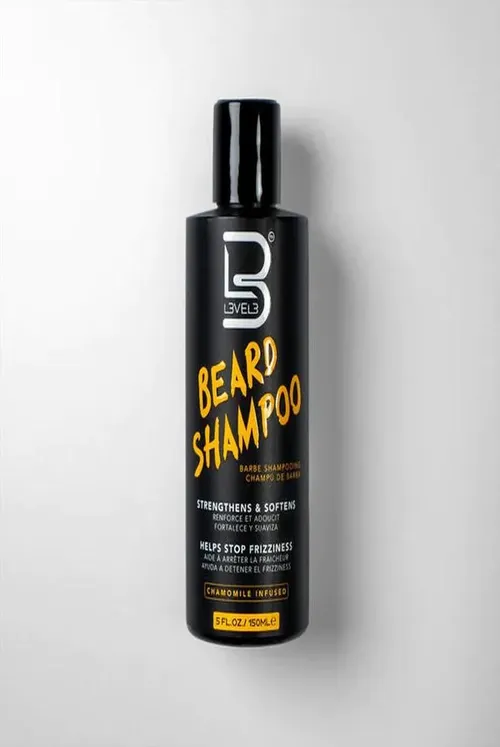 L3VEL3
BEARD
SHAMPOO
BARBE SHAMPOOING
CHAMPÚ DE BARBA
STRENGTHENS & SOFTENS
RENFORCE ET ADOUCIT
FORTALECE Y SUAVIZA
HELPS STOP FRIZZINESS
AIDE À ARRÊTER LA FRAÎCHEUR
AYUDA A DETENER EL FRIZZINESS
CHAMOMILE INFUSED
5 FL.OZ/150ML℮